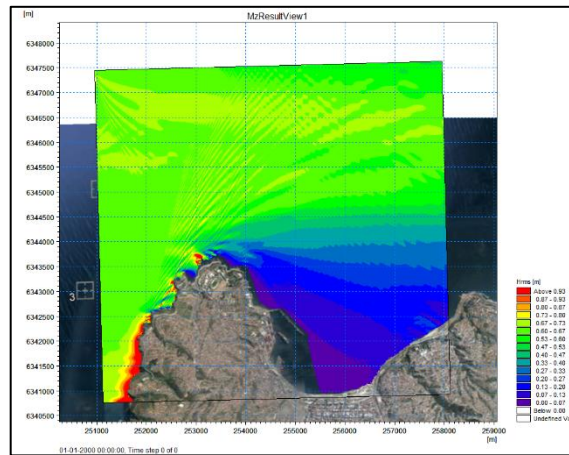 MzResultView1
[m]
6348000
6347500
6347000
6346500
6346000
6345500
6345000
6344500
6344000
6343500
6343000
6342500
6342000
6341500
6341000
6340500
3
251000 252000 253000 254000 255000 256000 257000 258000 259000
[m]
01-01-2000 00:00:00, Time step 0 of 0
Hrms [m]
Above 0.93
0.87 - 0.93
0.80 - 0.87
0.73 - 0.80
0.67 - 0.73
0.60 - 0.67
0.53 - 0.60
0.47 - 0.53
0.40 - 0.47
0.33 - 0.40
0.27 - 0.33
0.20 - 0.27
0.13 - 0.20
0.07 - 0.13
0.00 - 0.07
Below 0.00
Undefined Va